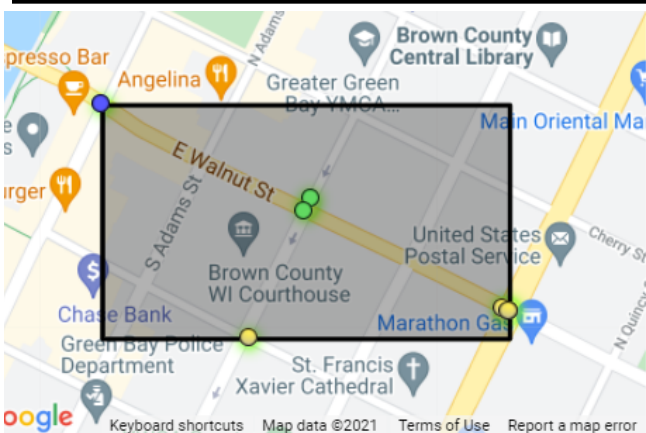 presso Bar
Angelina
N Adams
Brown County
Central Library
Greater Green
Bay YMCA...
Main Oriental Ma
E Walnut St
urger
S Adams St
United States
Postal Service
Cherry St
Brown County
WI Courthouse
Chase Bank
Marathon Gas
N Quincy
Green Bay Police
Department
St. Francis
Xavier Cathedral
oogle
Keyboard shortcuts Map data ©2021 Terms of Use Report a map error